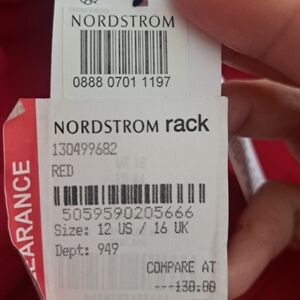 NORDSTROM
0888 0701 1197
NORDSTROM rack
130499682
RED
5059590205666
Size: 12 US / 16 UK
Dept: 949
COMPARE AT
130.00
EARANCE